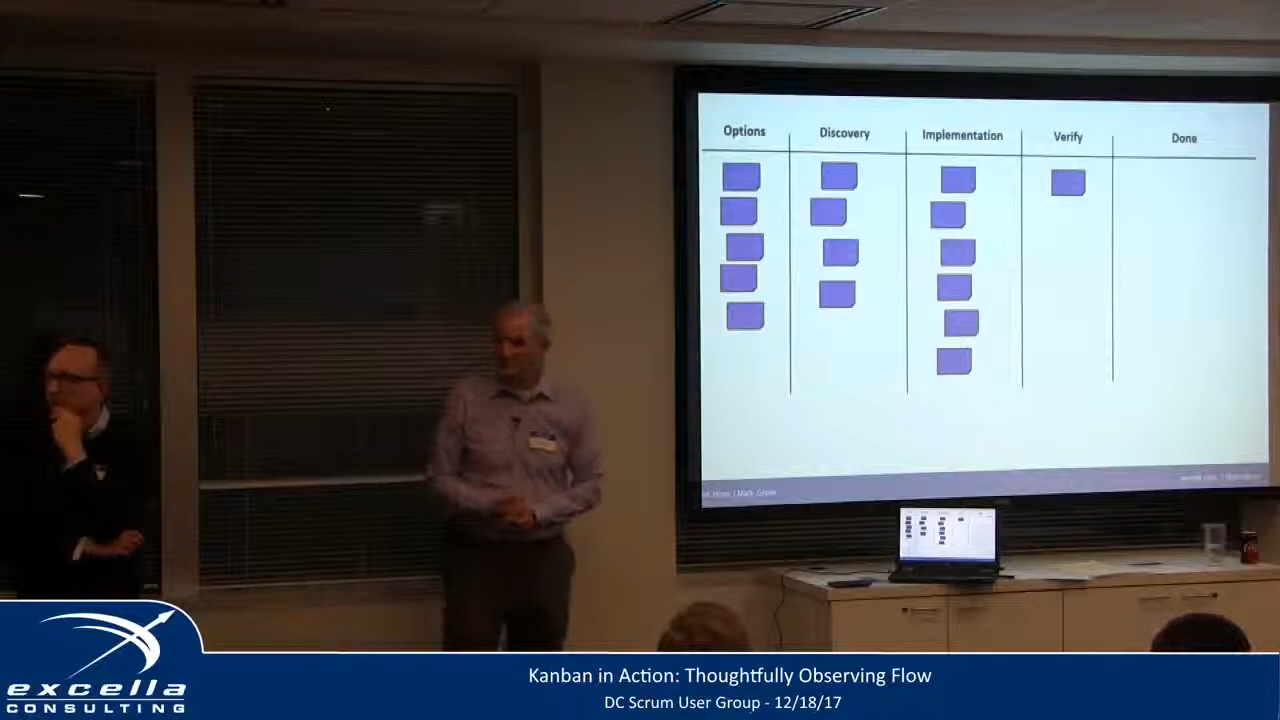 Options Discovery Implementation Verify Done
excella
CONSULTING
Kanban in Action: Thoughtfully Observing Flow
DC Scrum User Group - 12/18/17